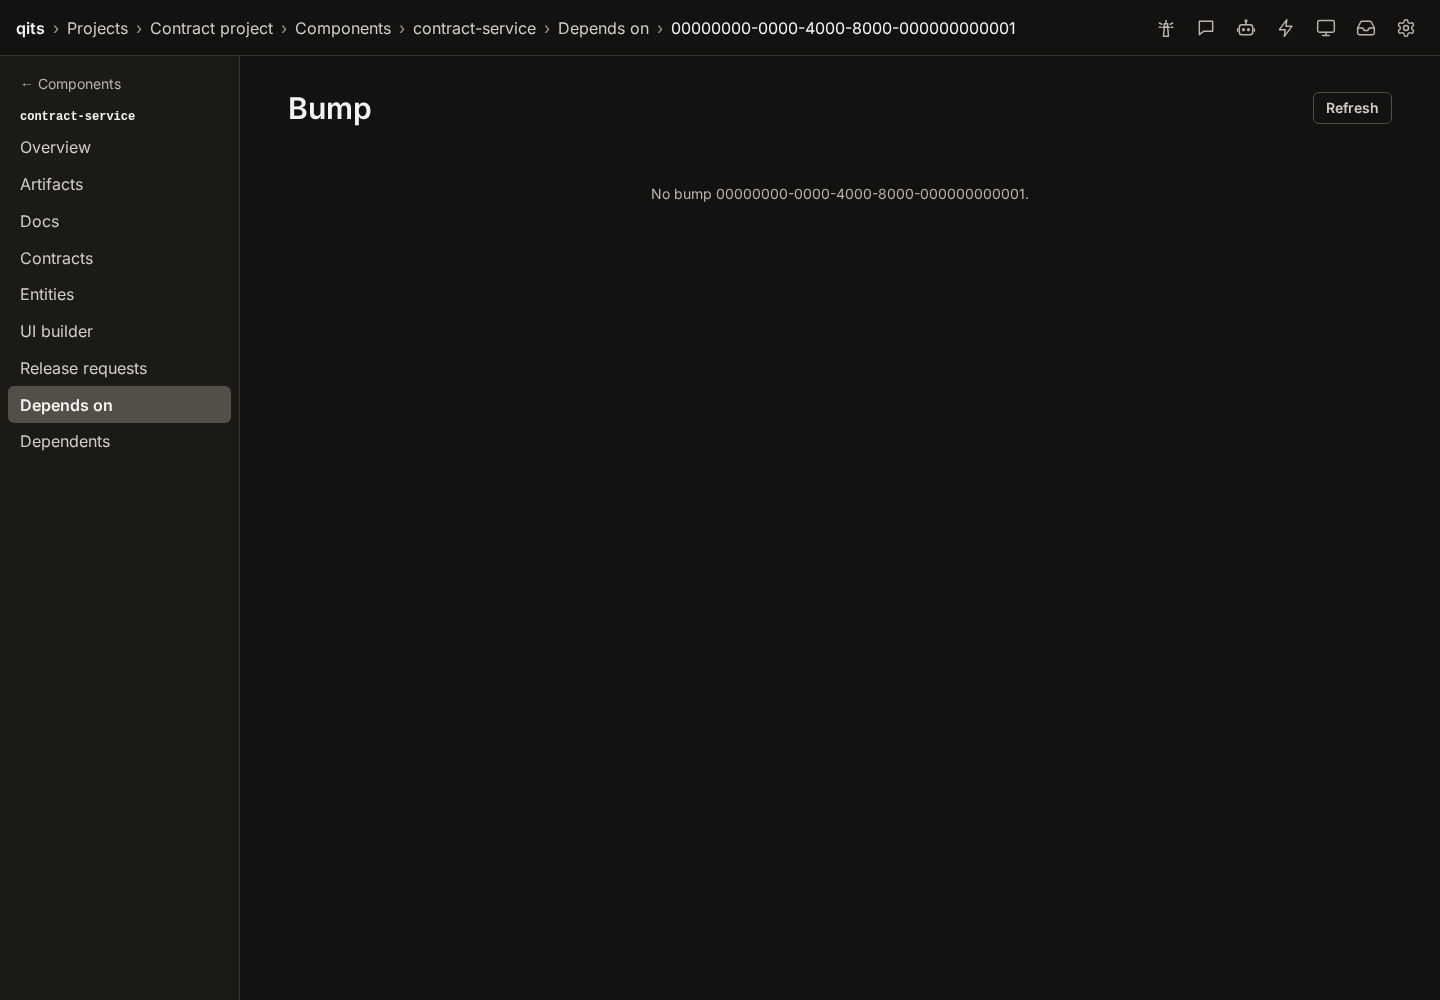 qits › Projects › Contract project › Components › contract-service › Depends on › 00000000-0000-4000-8000-000000000001
← Components
contract-service
Overview
Artifacts
Docs
Contracts
Entities
UI builder
Release requests
Depends on
Dependents
Bump
Refresh
No bump 00000000-0000-4000-8000-000000000001.